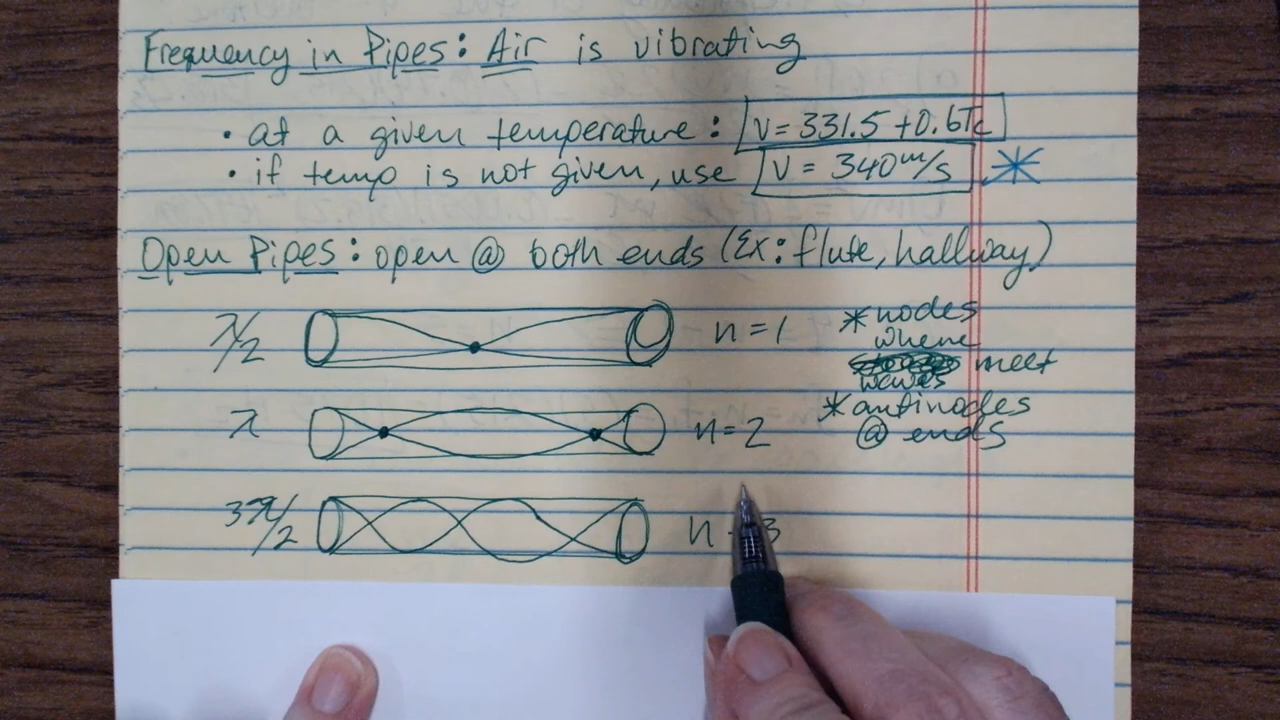 Frequency in Pipes: Air is vibrating
• at a given temperature: V = 331.5 + 0.6Tc
• if temp is not given, use V = 340 m/s *
Open Pipes: open @ both ends (Ex: flute, hallway)
λ/2 n = 1 * nodes
where
meet
waves
λ n = 2 * antinodes
@ ends
3λ/2 n = 3